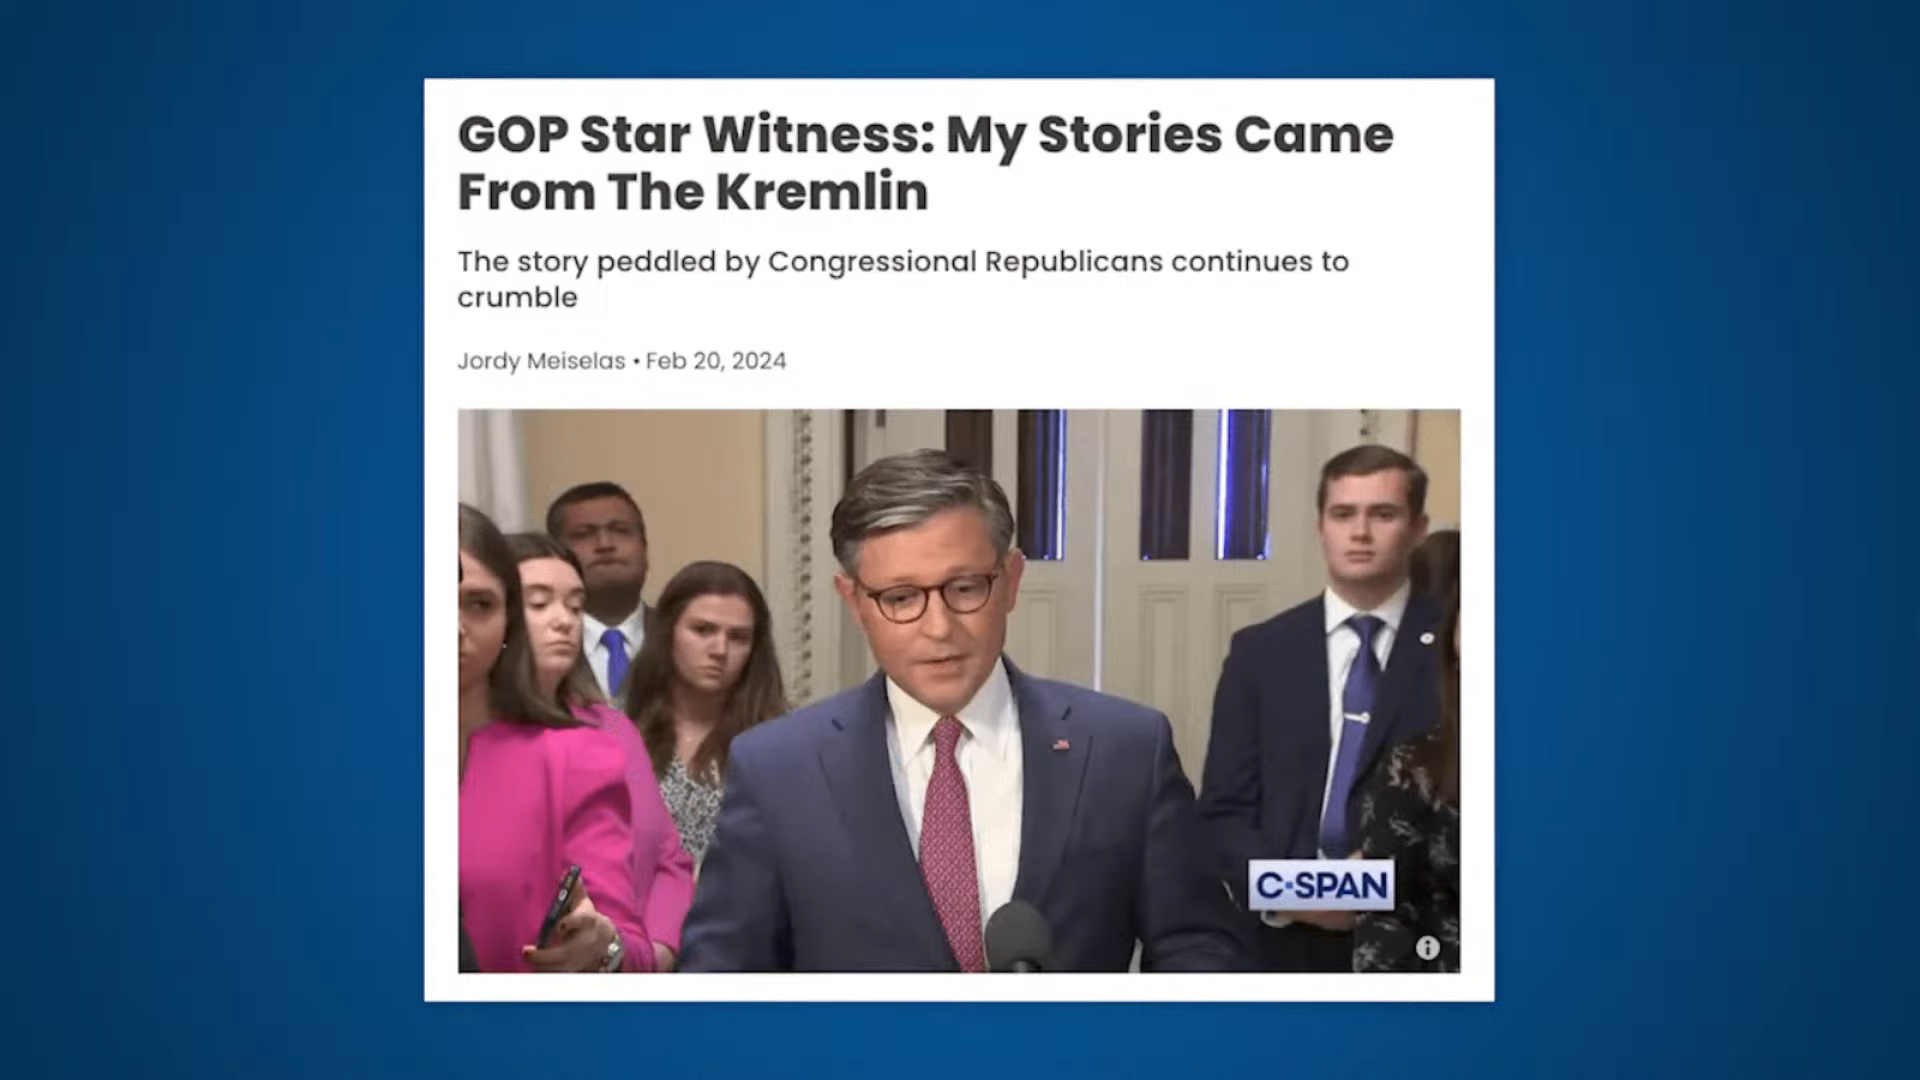 GOP Star Witness: My Stories Came
From The Kremlin
The story peddled by Congressional Republicans continues to
crumble
Jordy Meiselas • Feb 20, 2024
C-SPAN